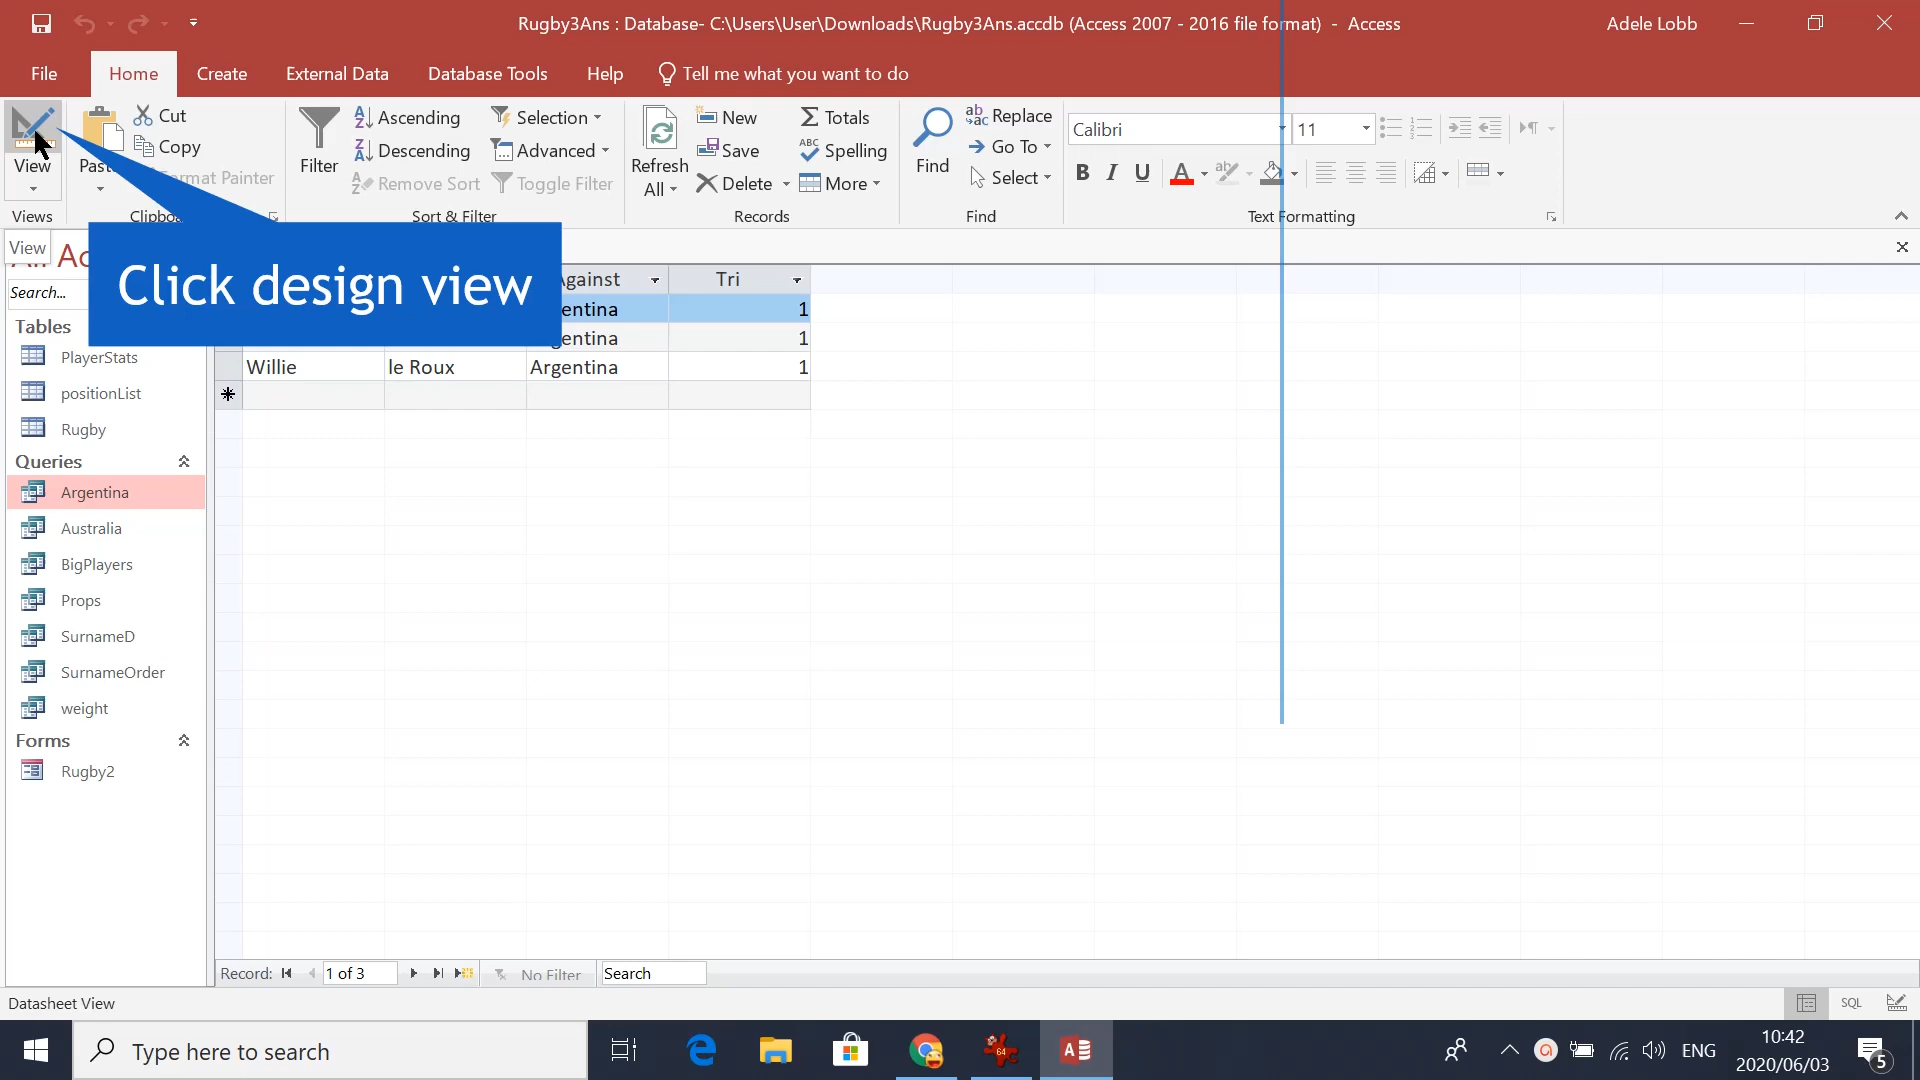 Rugby3Ans : Database- C:\Users\User\Downloads\Rugby3Ans.accdb (Access 2007 - 2016 file format) - Access
Adele Lobb
File Home Create External Data Database Tools Help Tell me what you want to do
View
Views
Cut
Copy
Format Painter
Filter
Ascending
Descending
Remove Sort
Selection
Advanced
Toggle Filter
Sort & Filter
Refresh
All
New
Save
Delete
Totals
Spelling
More
Records
Find
Replace
Go To
Select
Find
Calibri
11
B I U
Text Formatting
View
Click design view
Search...
Tables
PlayerStats
positionList
Rugby
Queries
Argentina
Australia
BigPlayers
Props
SurnameD
SurnameOrder
weight
Forms
Rugby2
Against Tri
1
1
Willie le Roux Argentina 1
Record: 1 of 3 No Filter Search
Datasheet View
SQL
Type here to search
64
ENG
10:42
2020/06/03
5